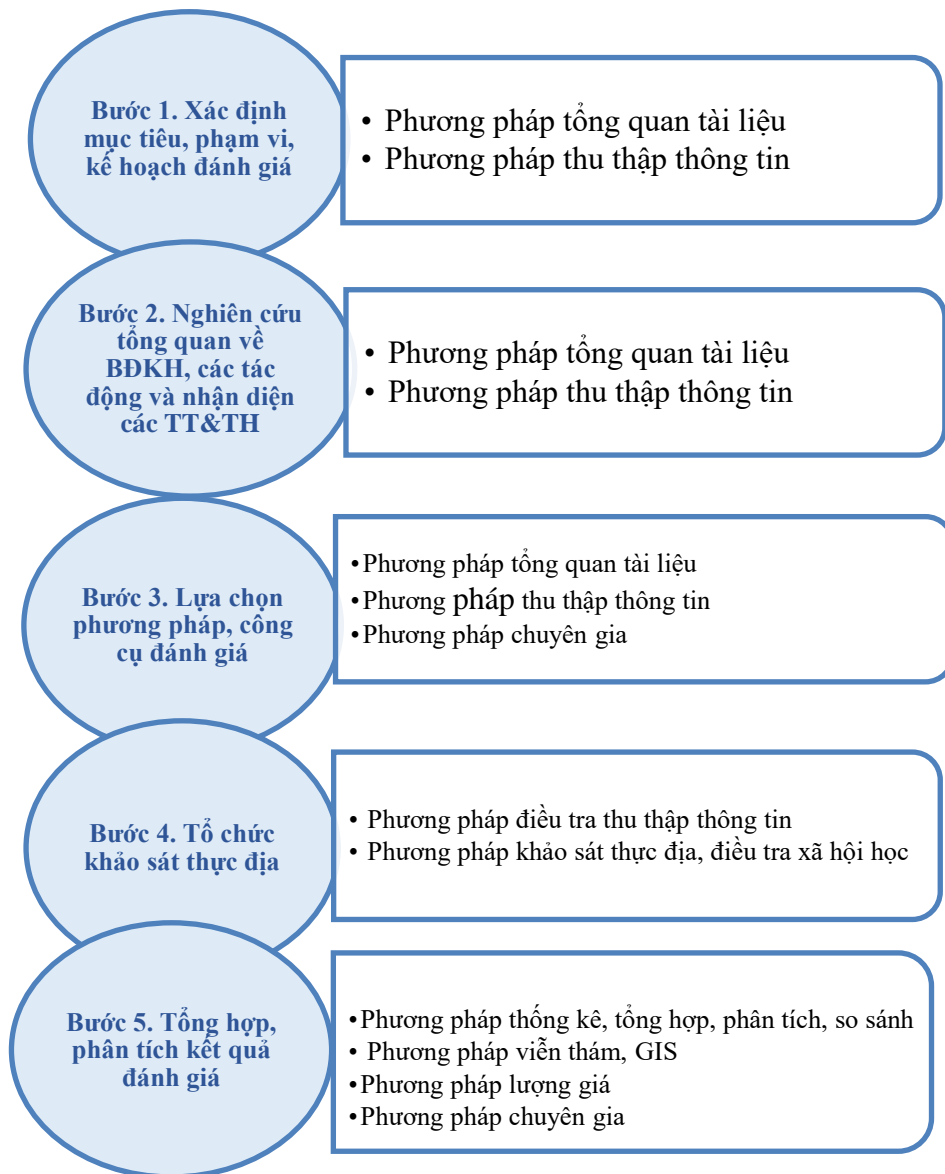 Bước 1. Xác định
mục tiêu, phạm vi,
kế hoạch đánh giá
• Phương pháp tổng quan tài liệu
• Phương pháp thu thập thông tin
Bước 2. Nghiên cứu
tổng quan về
BĐKH, các tác
động và nhận diện
các TT&TH
• Phương pháp tổng quan tài liệu
• Phương pháp thu thập thông tin
Bước 3. Lựa chọn
phương pháp, công
cụ đánh giá
•Phương pháp tổng quan tài liệu
•Phương pháp thu thập thông tin
•Phương pháp chuyên gia
Bước 4. Tổ chức
khảo sát thực địa
• Phương pháp điều tra thu thập thông tin
• Phương pháp khảo sát thực địa, điều tra xã hội học
Bước 5. Tổng hợp,
phân tích kết quả
đánh giá
•Phương pháp thống kê, tổng hợp, phân tích, so sánh
• Phương pháp viễn thám, GIS
•Phương pháp lượng giá
•Phương pháp chuyên gia